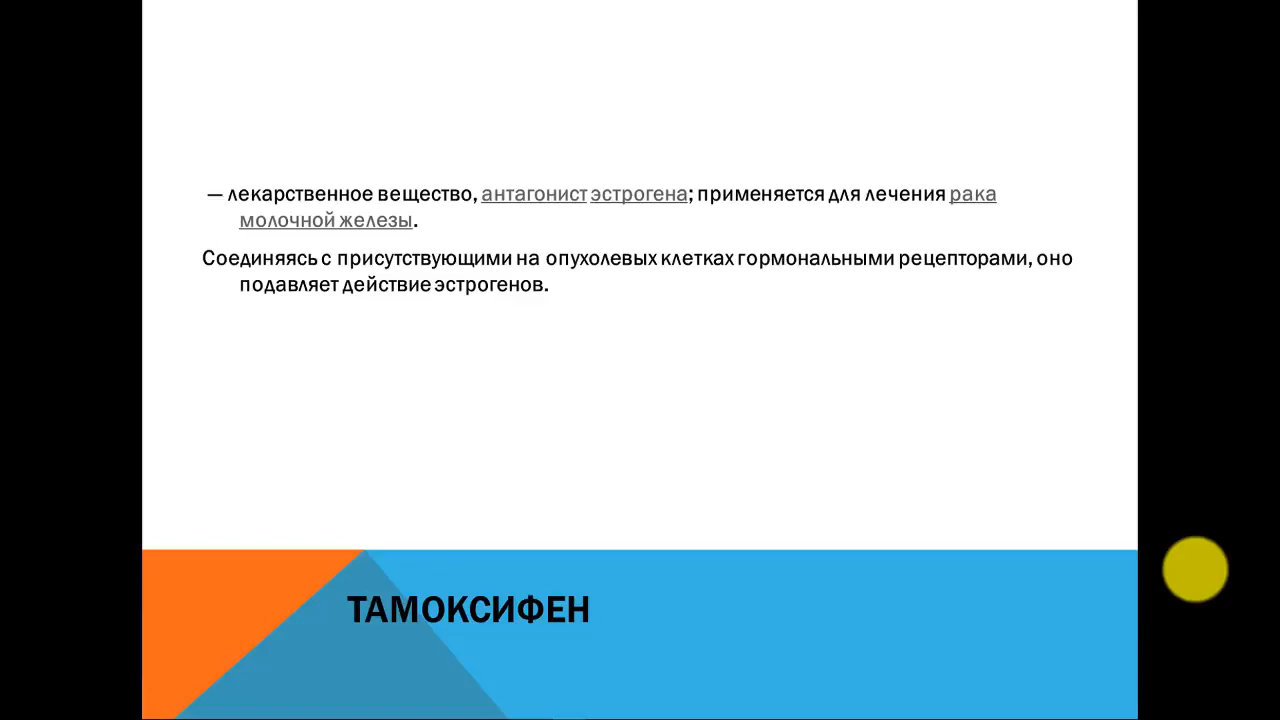 — лекарственное вещество, антагонист эстрогена; применяется для лечения рака
молочной железы.
Соединяясь с присутствующими на опухолевых клетках гормональными рецепторами, оно
подавляет действие эстрогенов.
ТАМОКСИФЕН